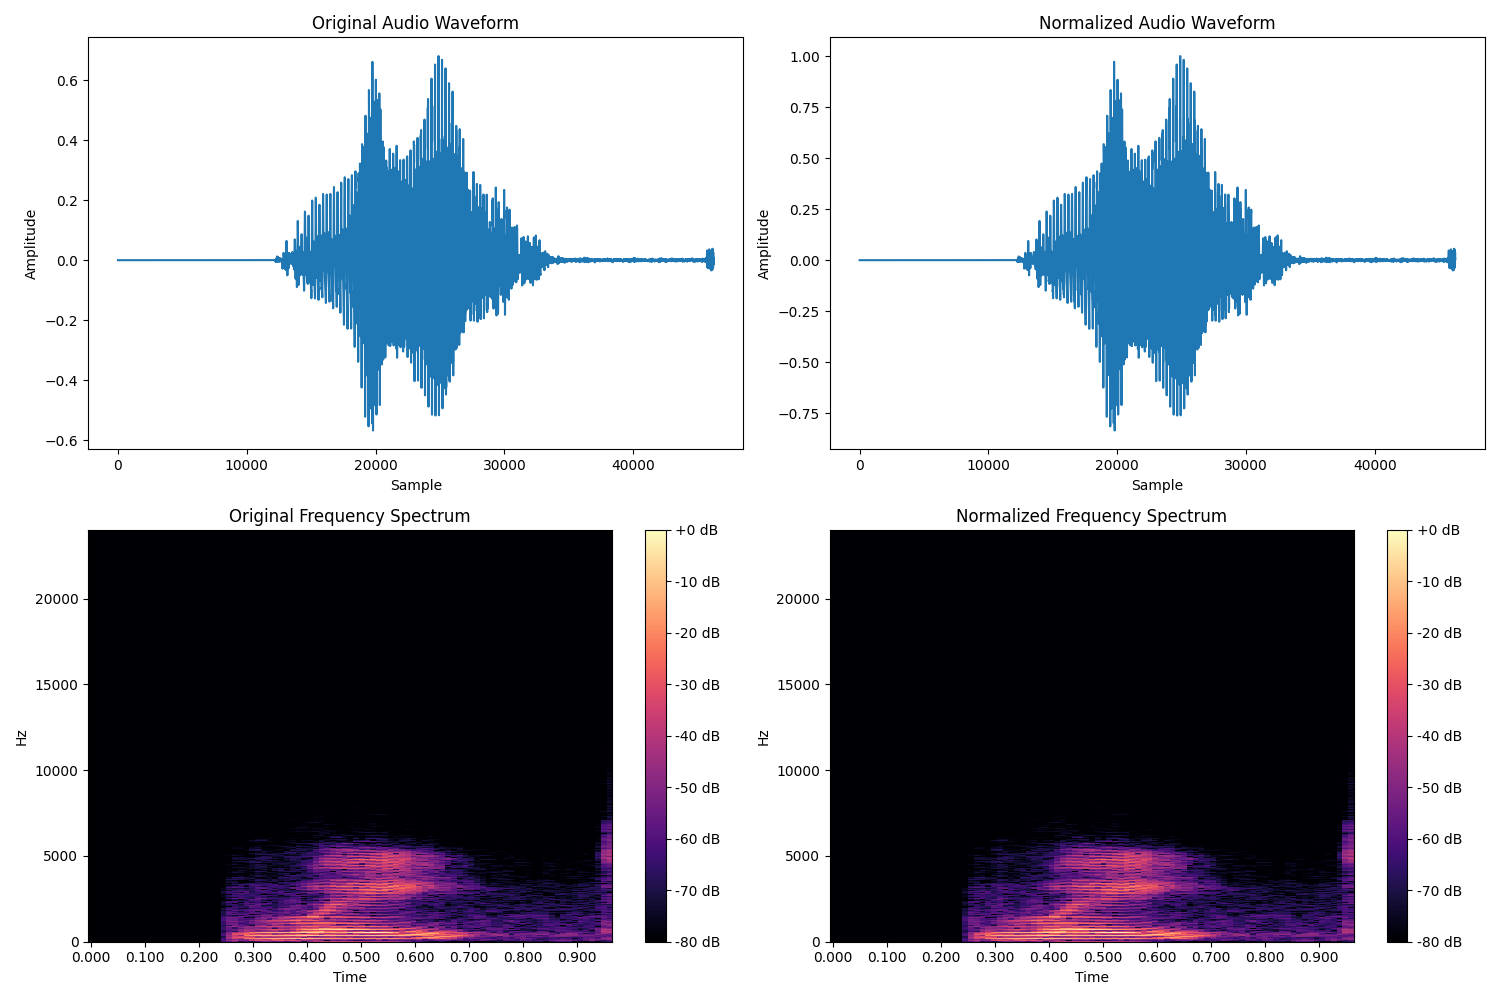 Original Audio Waveform
Normalized Audio Waveform
0.6
0.4
0.2
0.0
−0.2
−0.4
−0.6
Amplitude
0
10000
20000
30000
40000
Sample
1.00
0.75
0.50
0.25
0.00
−0.25
−0.50
−0.75
Amplitude
0
10000
20000
30000
40000
Sample
Original Frequency Spectrum
20000
15000
10000
5000
0
Hz
0.000
0.100
0.200
0.300
0.400
0.500
0.600
0.700
0.800
0.900
Time
+0 dB
-10 dB
-20 dB
-30 dB
-40 dB
-50 dB
-60 dB
-70 dB
-80 dB
Normalized Frequency Spectrum
20000
15000
10000
5000
0
Hz
0.000
0.100
0.200
0.300
0.400
0.500
0.600
0.700
0.800
0.900
Time
+0 dB
-10 dB
-20 dB
-30 dB
-40 dB
-50 dB
-60 dB
-70 dB
-80 dB